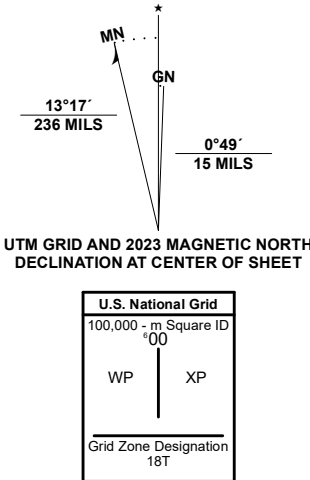 ★
MN
GN
13°17´
236 MILS
0°49´
15 MILS
UTM GRID AND 2023 MAGNETIC NORTH
DECLINATION AT CENTER OF SHEET
U.S. National Grid
100,000 - m Square ID
⁶00
WP XP
Grid Zone Designation
18T